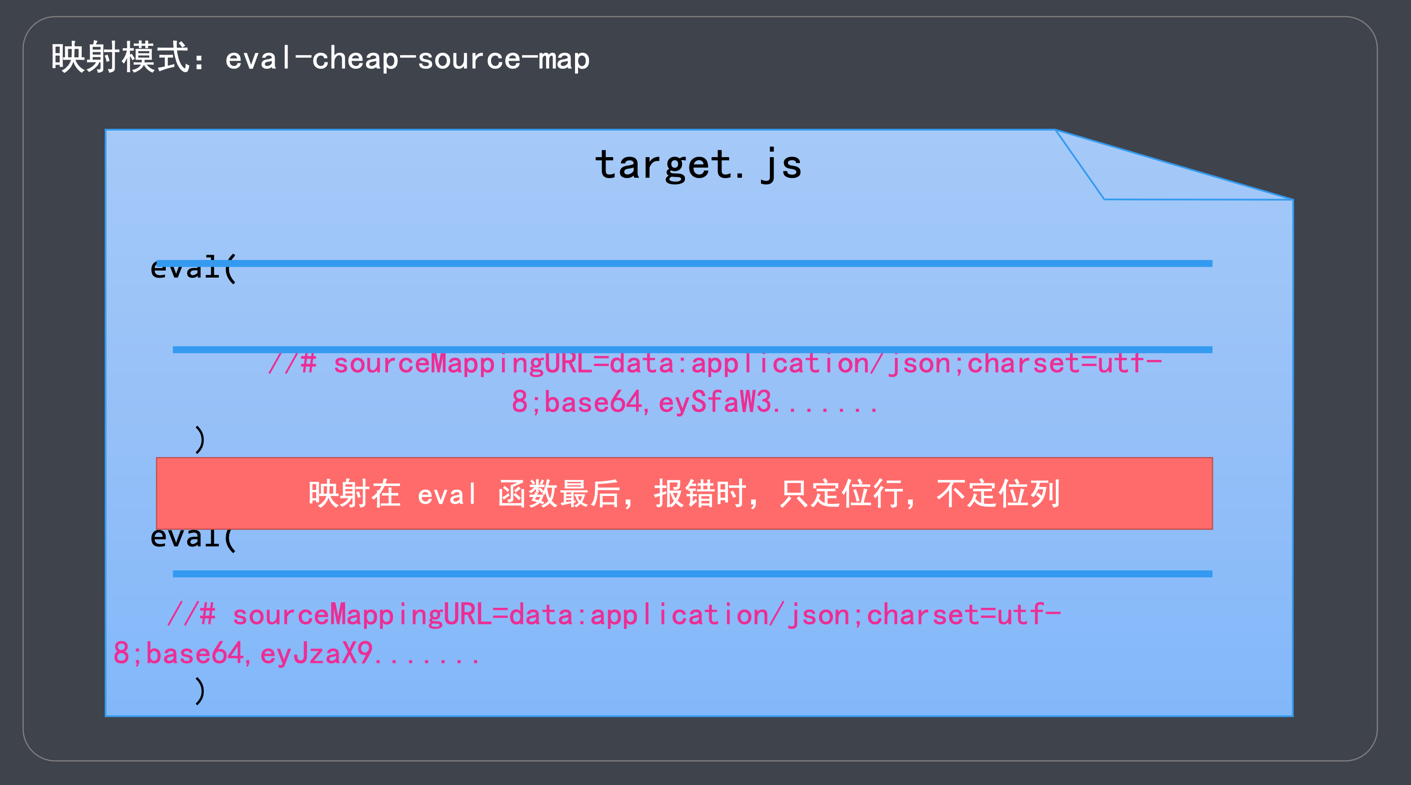 映射模式：eval-cheap-source-map
target.js
eval(
//# sourceMappingURL=data:application/json;charset=utf-
8;base64,eySfaW3.......
)
映射在 eval 函数最后，报错时，只定位行，不定位列
eval(
//# sourceMappingURL=data:application/json;charset=utf-
8;base64,eyJzaX9.......
)